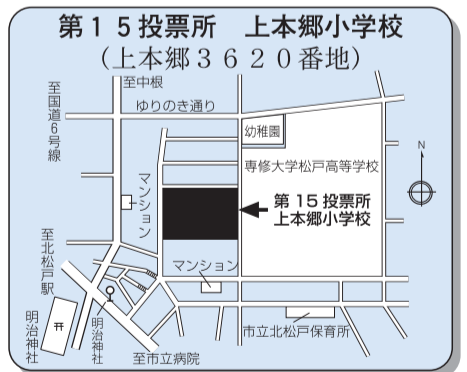 第１５投票所　上本郷小学校
（上本郷３６２０番地）
至中根
至国道6号線
ゆりのき通り
幼稚園
専修大学松戸高等学校
N
マンション
第 15 投票所
上本郷小学校
至北松戸駅
マンション
明治神社
明治神社
市立北松戸保育所
至市立病院